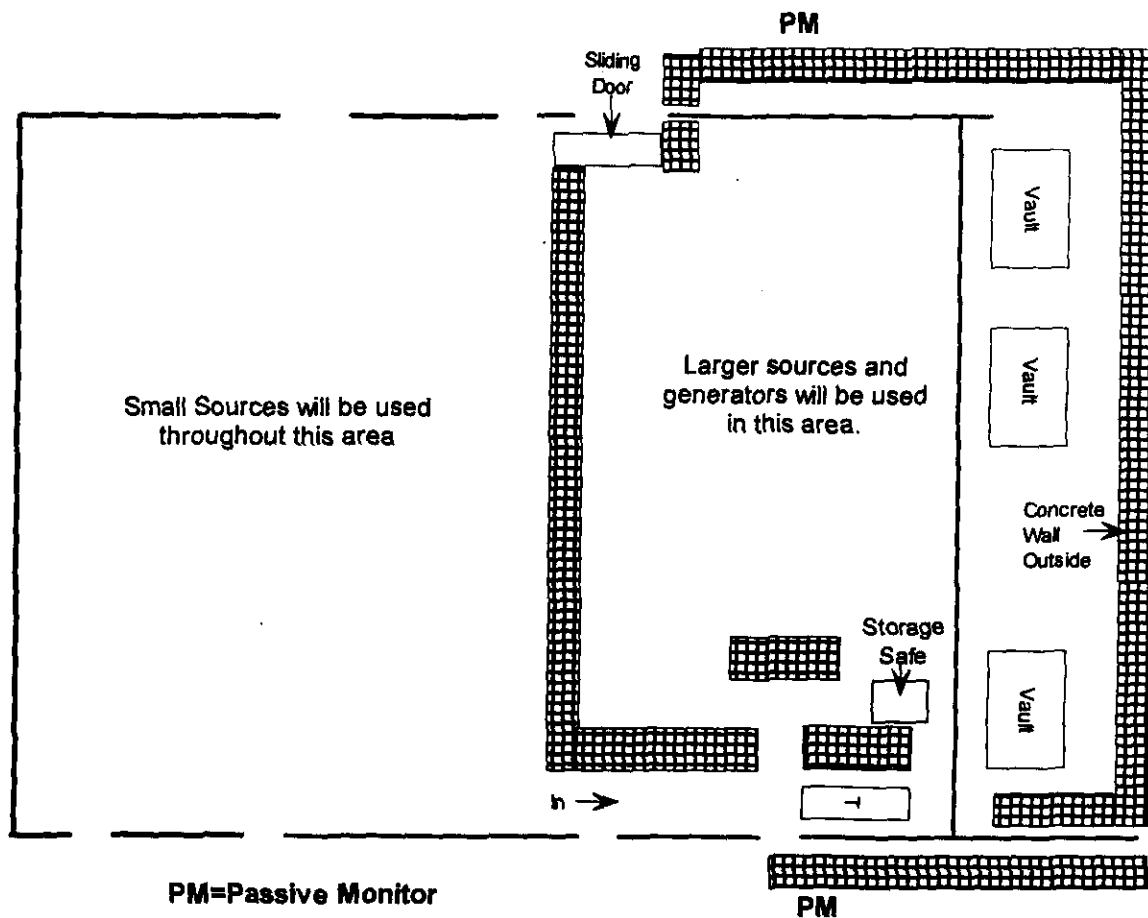 PM
Sliding
Door
Vault
Vault
Small Sources will be used
throughout this area
Larger sources and
generators will be used
in this area.
Concrete
Wall
Outside
Storage
Safe
Vault
In
T
PM=Passive Monitor
PM